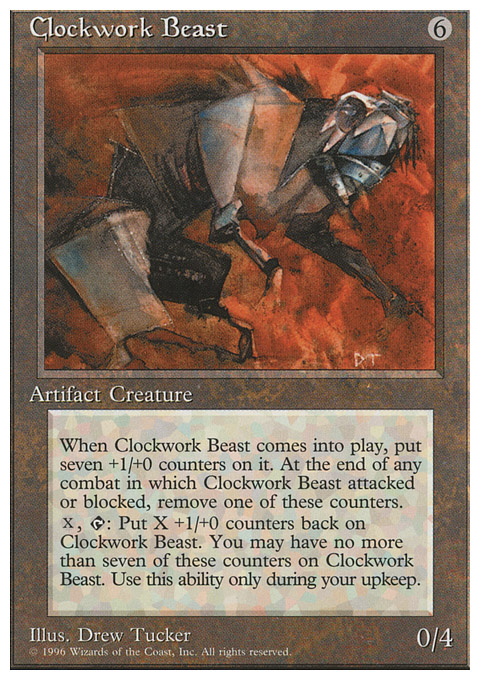 Clockwork Beast
6
DT
Artifact Creature
When Clockwork Beast comes into play, put
seven +1/+0 counters on it. At the end of any
combat in which Clockwork Beast attacked
or blocked, remove one of these counters.
X, : Put X +1/+0 counters back on
Clockwork Beast. You may have no more
than seven of these counters on Clockwork
Beast. Use this ability only during your upkeep.
Illus. Drew Tucker
0/4
© 1996 Wizards of the Coast, Inc. All rights reserved.